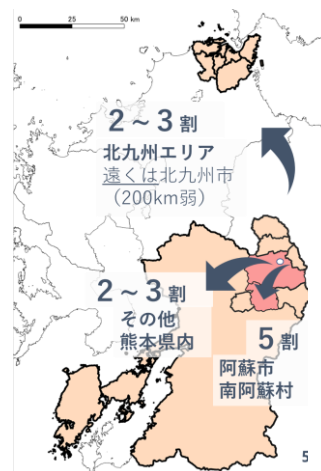 0 25 50 km
2～3割
北九州エリア
遠くは北九州市
（200km弱）
2～3割
その他
熊本県内
5割
阿蘇市
南阿蘇村
5